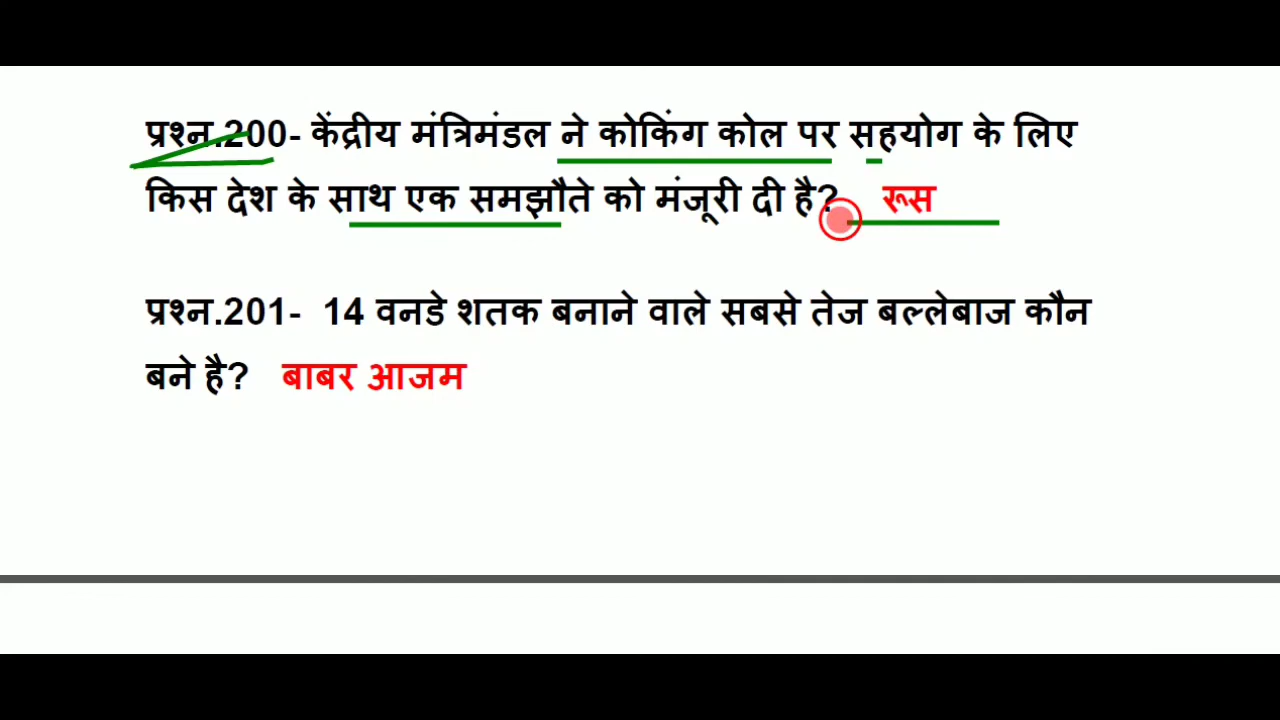 प्रश्न.200- केंद्रीय मंत्रिमंडल ने कोकिंग कोल पर सहयोग के लिए
किस देश के साथ एक समझौते को मंजूरी दी है? रूस
प्रश्न.201- 14 वनडे शतक बनाने वाले सबसे तेज बल्लेबाज कौन
बने है? बाबर आजम